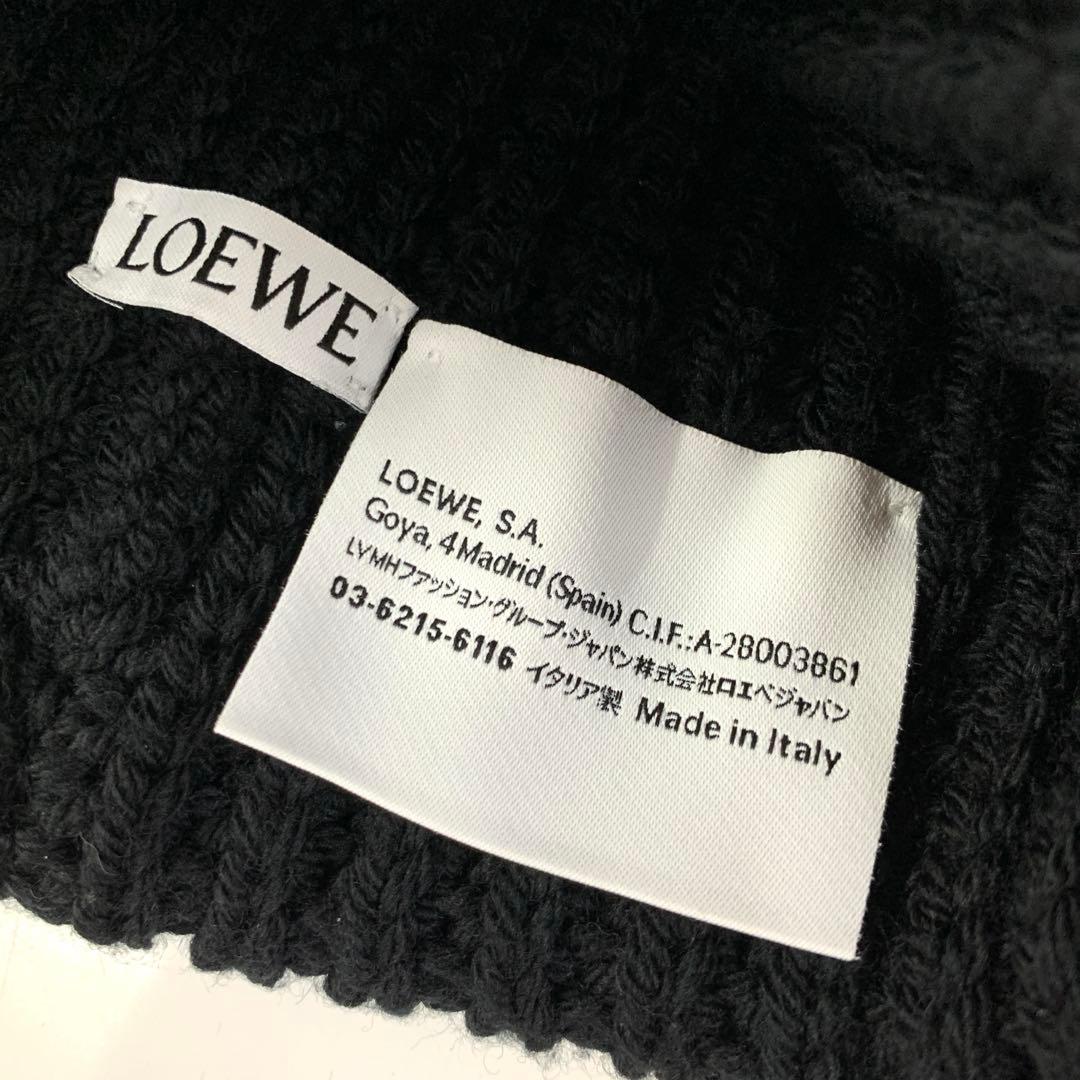 LOEWE
LOEWE, S.A.
Goya, 4 Madrid (Spain) C.I.F.:A-28003861
LVMHファッション・グループ・ジャパン株式会社ロエベジャパン
03-6215-6116 イタリア製 Made in Italy